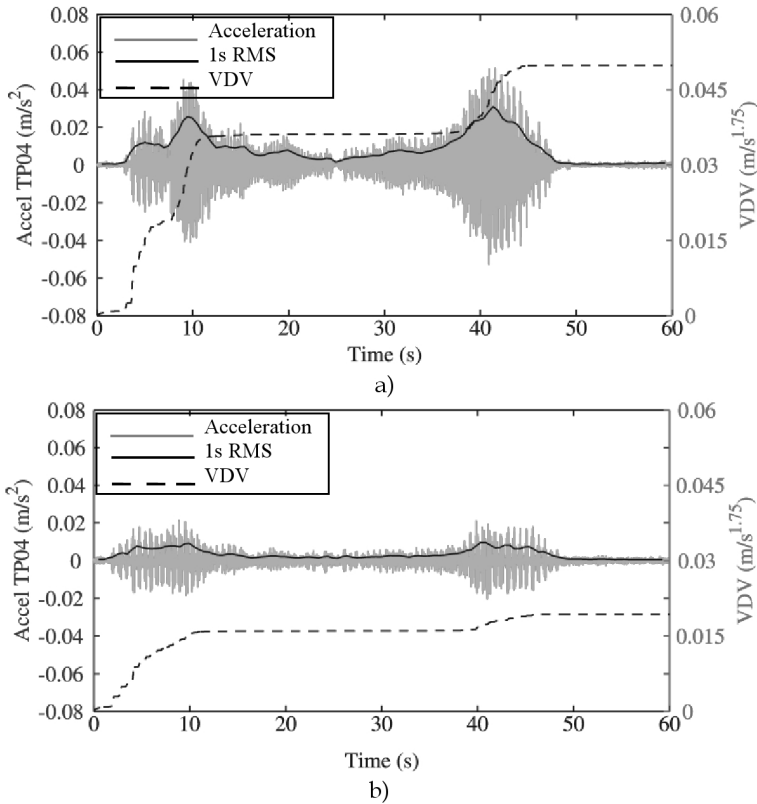 Acceleration
1s RMS
VDV
0.08
0.06
0.04
0.02
0
-0.02
-0.04
-0.06
-0.08
Accel TP04 (m/s2)
0.06
0.045
0.03
0.015
0
VDV (m/s1.75)
0 10 20 30 40 50 60
Time (s)
a)
Acceleration
1s RMS
VDV
0.08
0.06
0.04
0.02
0
-0.02
-0.04
-0.06
-0.08
Accel TP04 (m/s2)
0.06
0.045
0.03
0.015
0
VDV (m/s1.75)
0 10 20 30 40 50 60
Time (s)
b)